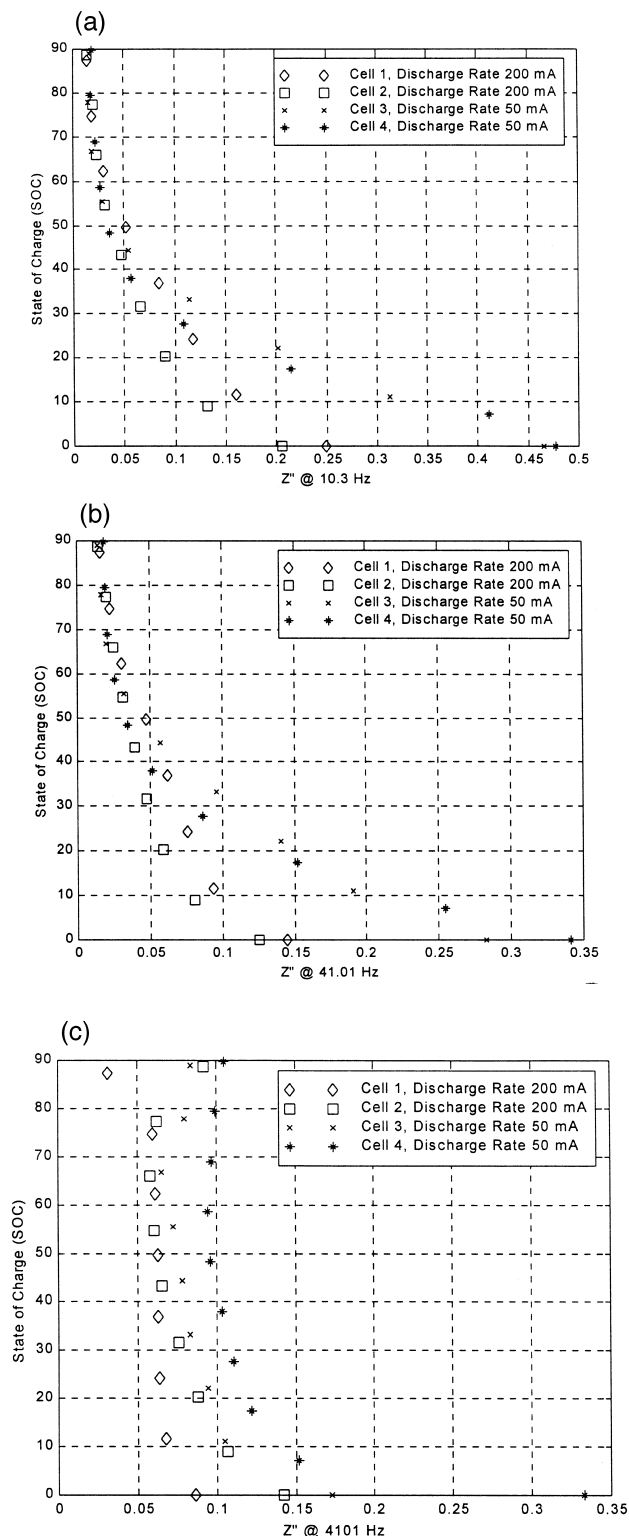 (a)
90
80
70
60
50
40
30
20
10
0
State of Charge (SOC)
Cell 1, Discharge Rate 200 mA
Cell 2, Discharge Rate 200 mA
Cell 3, Discharge Rate 50 mA
Cell 4, Discharge Rate 50 mA
0 0.05 0.1 0.15 0.2 0.25 0.3 0.35 0.4 0.45 0.5
Z" @ 10.3 Hz
(b)
90
80
70
60
50
40
30
20
10
0
State of Charge (SOC)
Cell 1, Discharge Rate 200 mA
Cell 2, Discharge Rate 200 mA
Cell 3, Discharge Rate 50 mA
Cell 4, Discharge Rate 50 mA
0 0.05 0.1 0.15 0.2 0.25 0.3 0.35
Z" @ 41.01 Hz
(c)
90
80
70
60
50
40
30
20
10
0
State of Charge (SOC)
Cell 1, Discharge Rate 200 mA
Cell 2, Discharge Rate 200 mA
Cell 3, Discharge Rate 50 mA
Cell 4, Discharge Rate 50 mA
0 0.05 0.1 0.15 0.2 0.25 0.3 0.35
Z" @ 4101 Hz